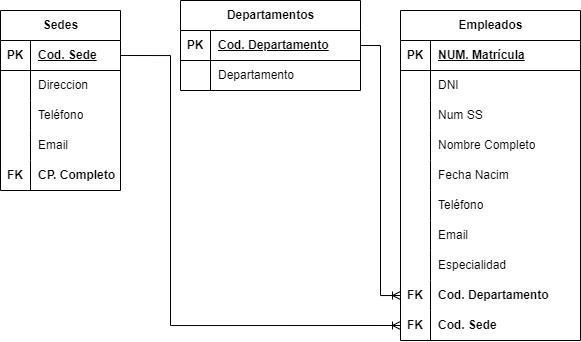 Sedes
PK Cod. Sede
Direccion
Teléfono
Email
FK CP. Completo
Departamentos
PK Cod. Departamento
Departamento
Empleados
PK NUM. Matrícula
DNI
Num SS
Nombre Completo
Fecha Nacim
Teléfono
Email
Especialidad
FK Cod. Departamento
FK Cod. Sede